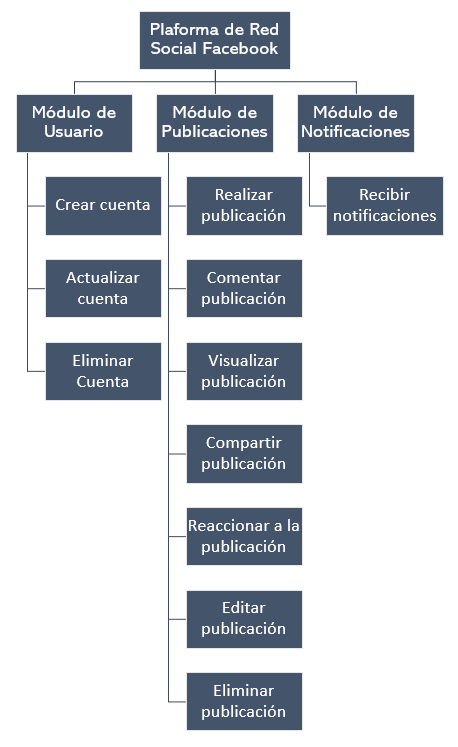 Plaforma de Red
Social Facebook
Módulo de
Usuario
Crear cuenta
Actualizar
cuenta
Eliminar
Cuenta
Módulo de
Publicaciones
Realizar
publicación
Comentar
publicación
Visualizar
publicación
Compartir
publicación
Reaccionar a la
publicación
Editar
publicación
Eliminar
publicación
Módulo de
Notificaciones
Recibir
notificaciones